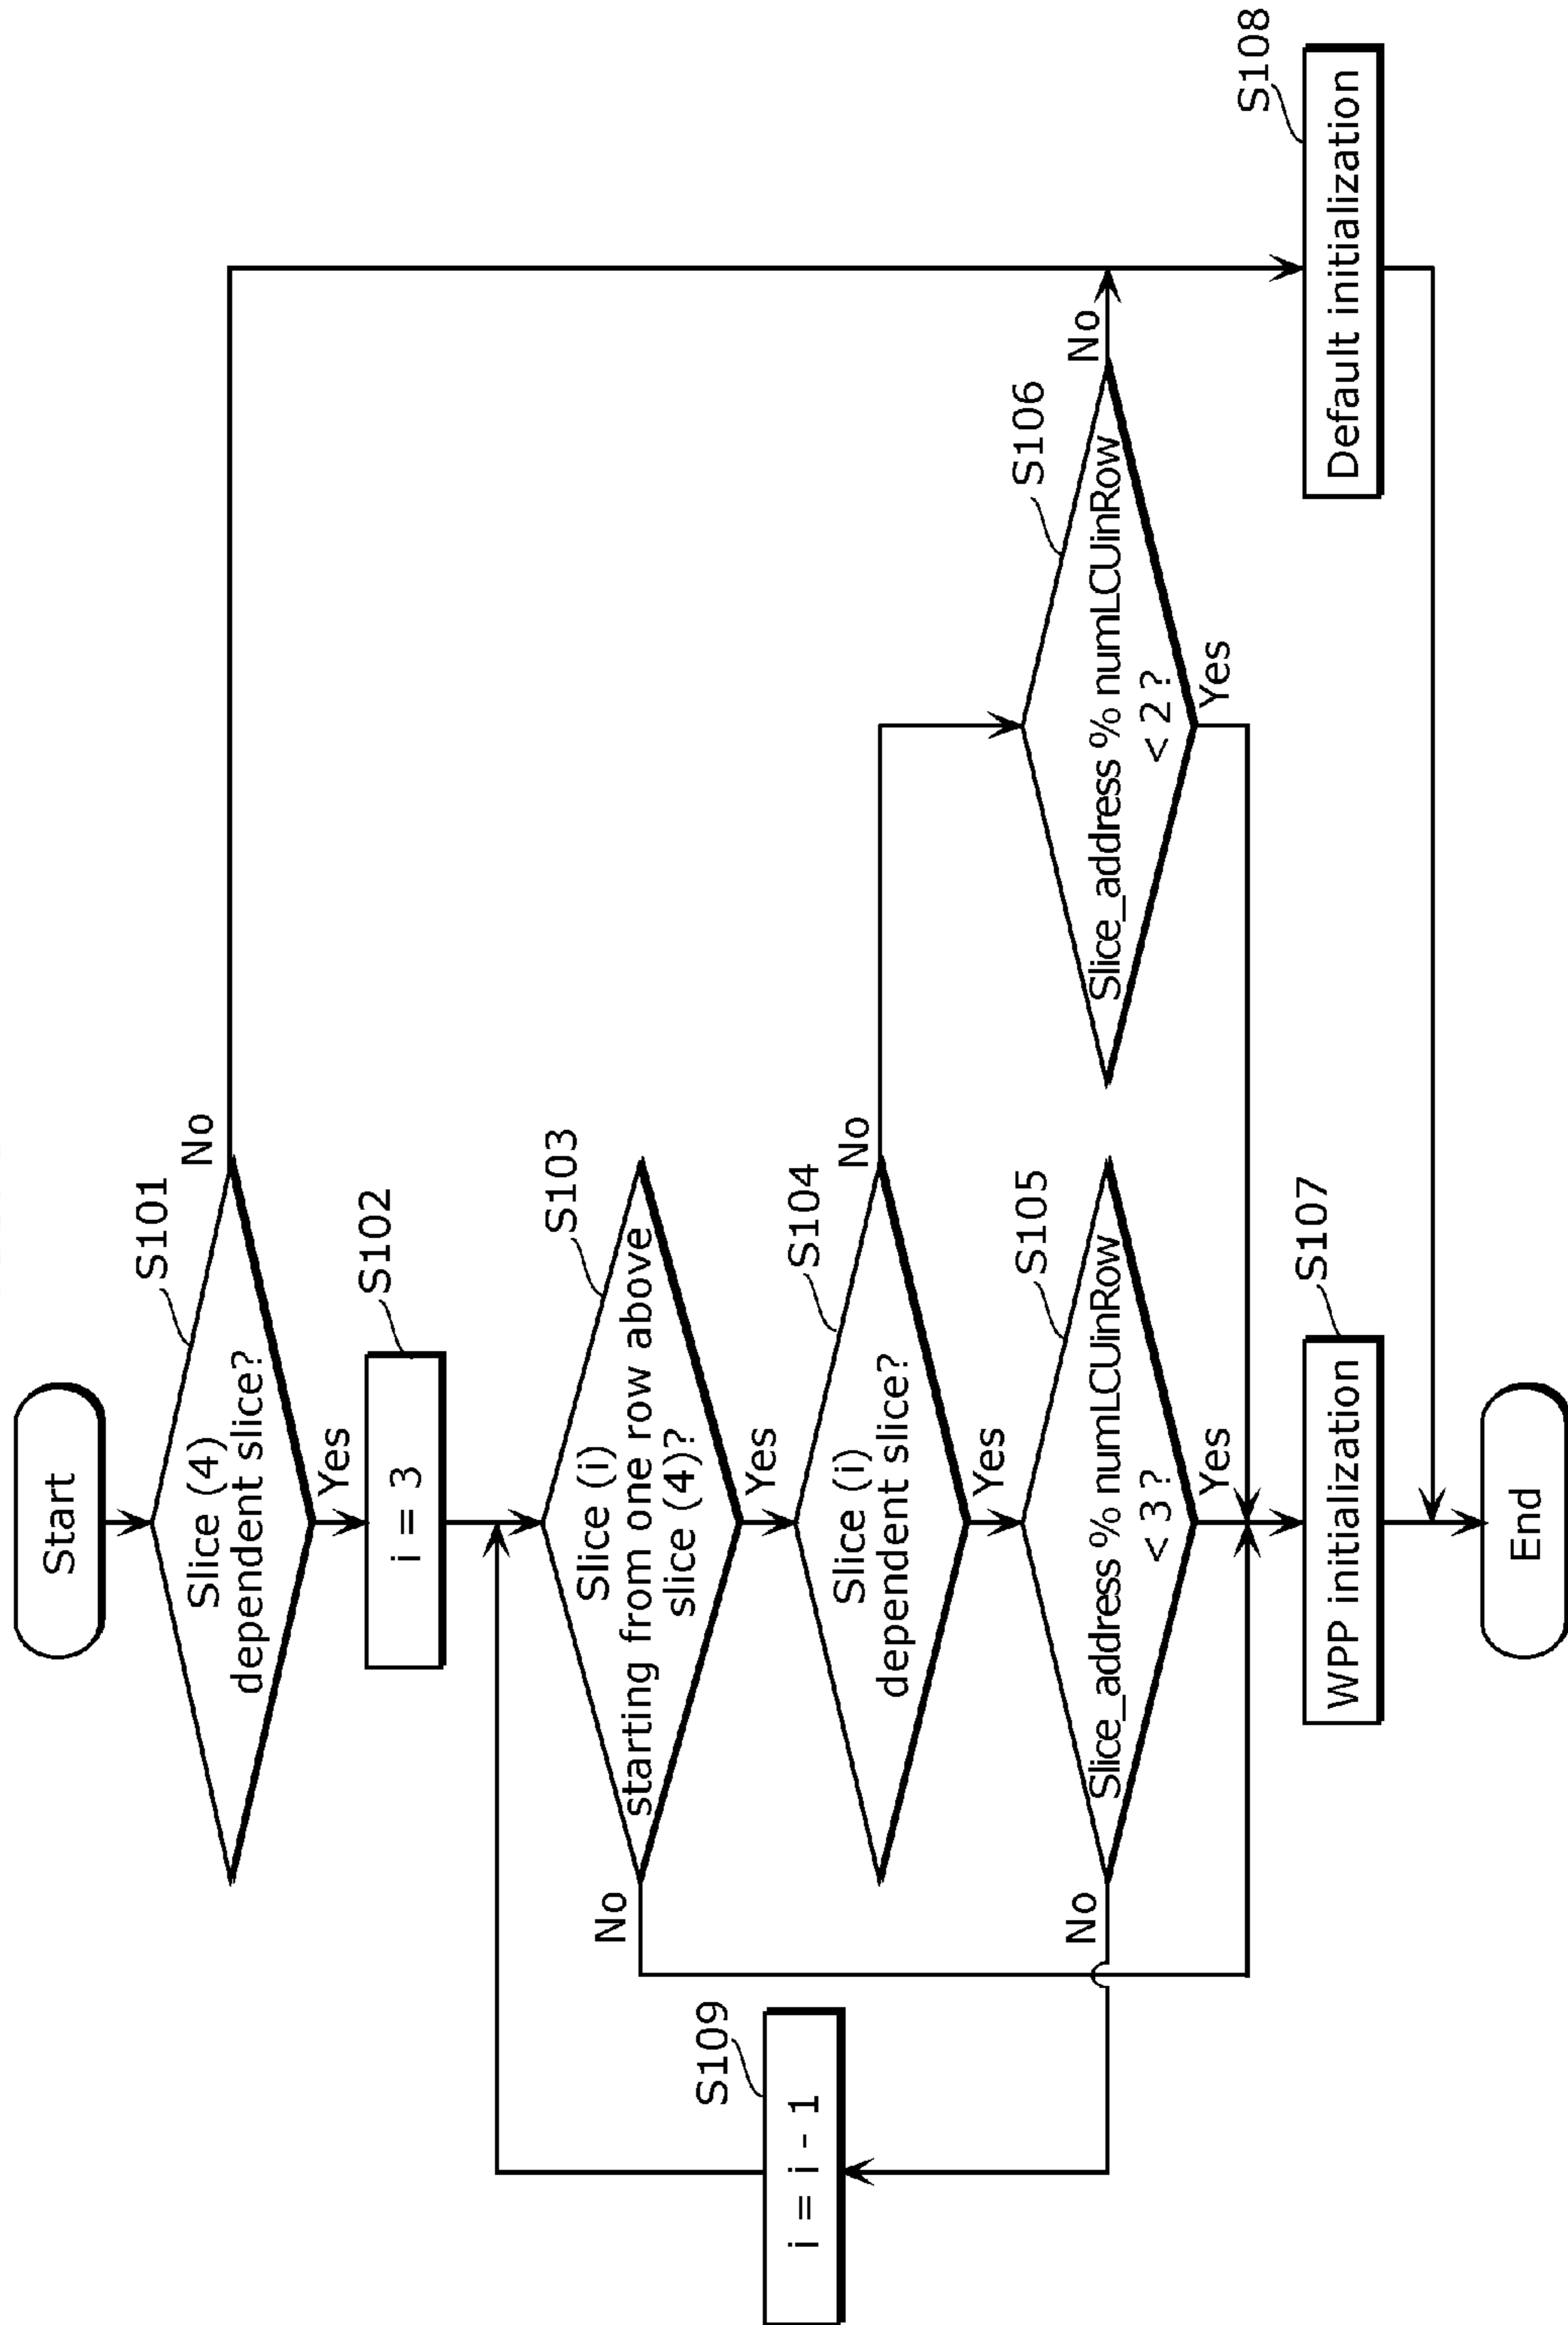 Start
S101
Slice (4)
dependent slice?
No
Yes
S102
i = 3
S103
Slice (i)
starting from one row above
slice (4)?
No
Yes
S104
Slice (i)
dependent slice?
No
Yes
S109
i = i - 1
S105
Slice_address % numLCUinRow
< 3 ?
No
Yes
S106
Slice_address % numLCUinRow
< 2 ?
No
Yes
S107
WPP initialization
S108
Default initialization
End